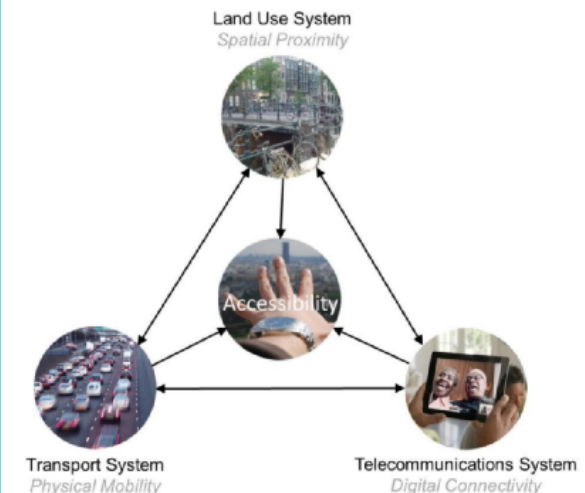 Land Use System
Spatial Proximity
Accessibility
Transport System
Physical Mobility
Telecommunications System
Digital Connectivity